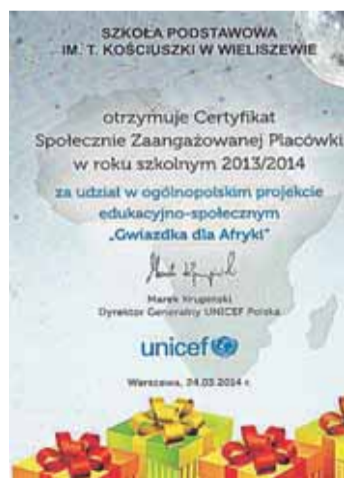 SZKOŁA PODSTAWOWA
IM. T. KOŚCIUSZKI W WIELISZEWIE
otrzymuje Certyfikat
Społecznie Zaangażowanej Placówki
w roku szkolnym 2013/2014
za udział w ogólnopolskim projekcie
edukacyjno-społecznym
„Gwiazdka dla Afryki"
Marek Krupiński
Dyrektor Generalny UNICEF Polska
unicef
Warszawa, 24.03.2014 r.